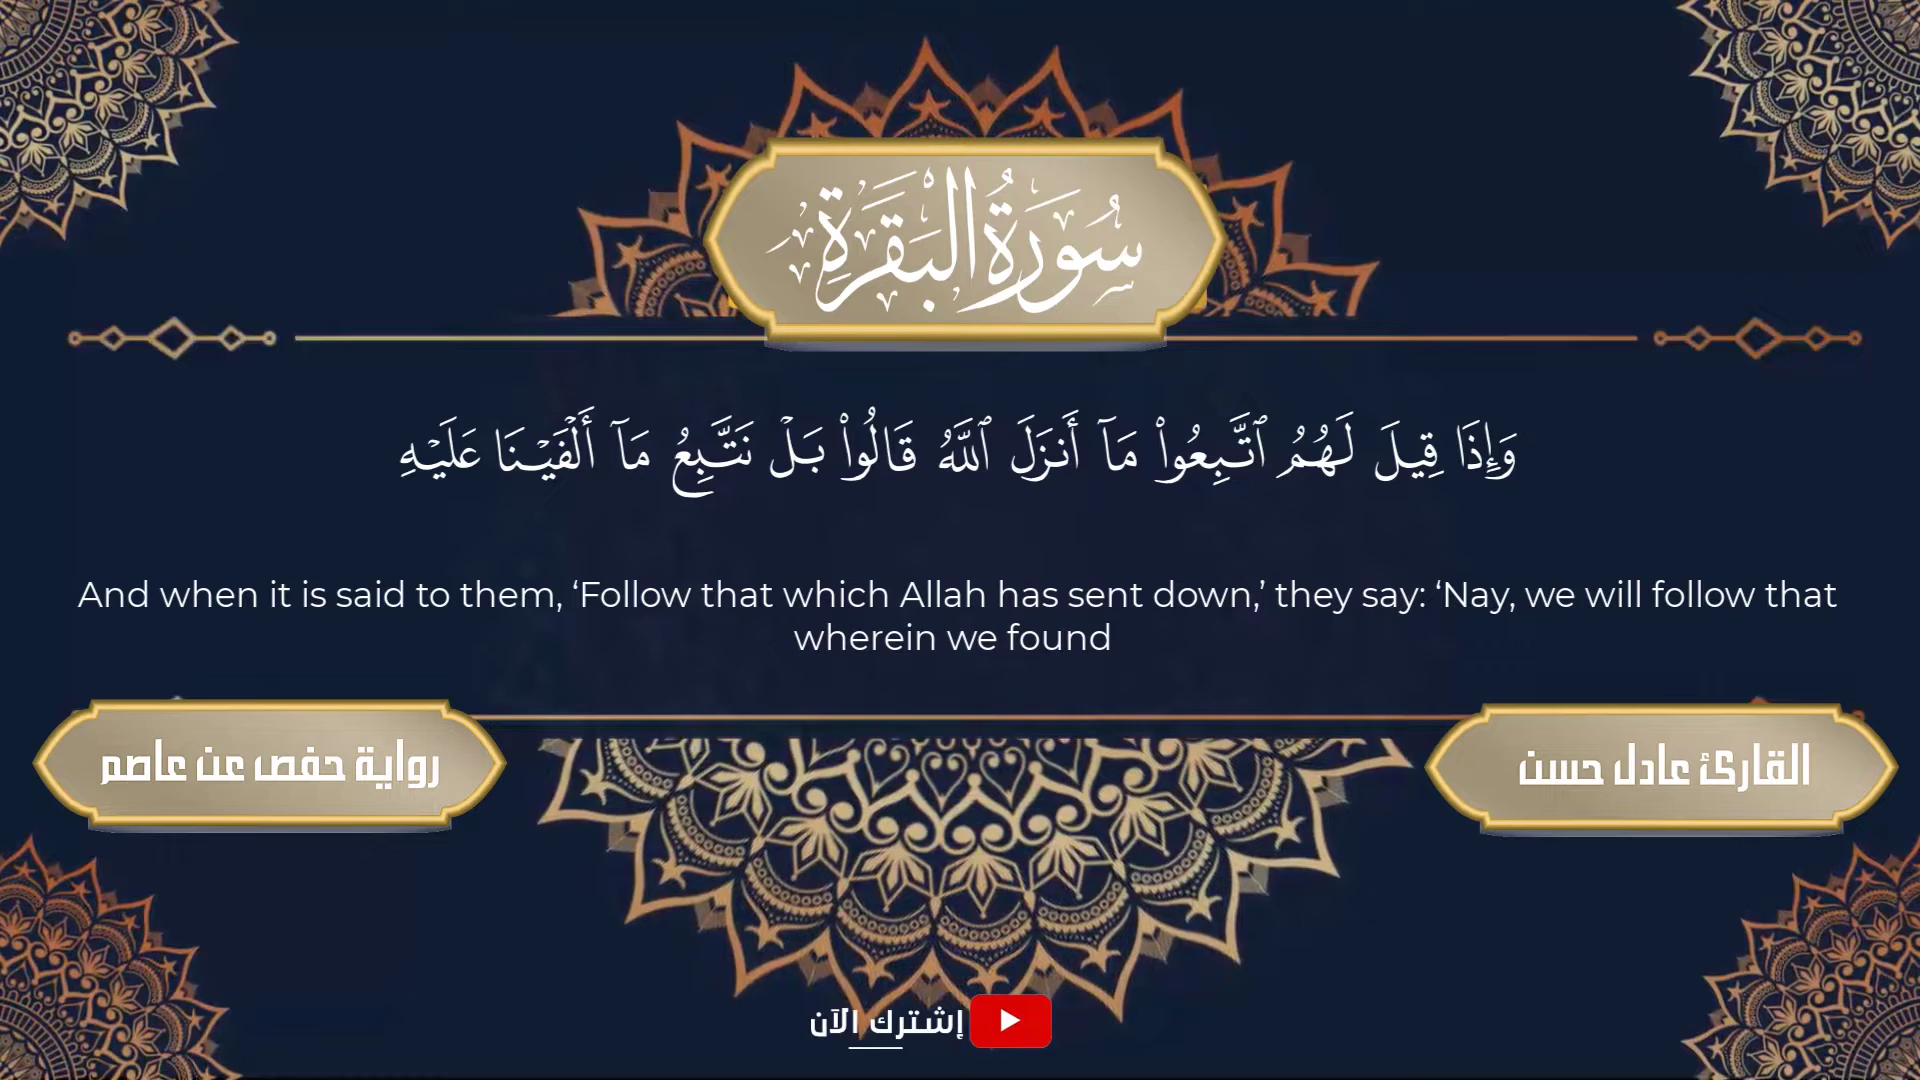 سُورَةُ البَقَرَةِ
وَإِذَا قِيلَ لَهُمُ ٱتَّبِعُوا۟ مَآ أَنزَلَ ٱللَّهُ قَالُوا۟ بَلْ نَتَّبِعُ مَآ أَلْفَيْنَا عَلَيْهِ
And when it is said to them, ‘Follow that which Allah has sent down,’ they say: ‘Nay, we will follow that
wherein we found
القارئ عادل حسن
رواية حفص عن عاصم
إشترك الآن